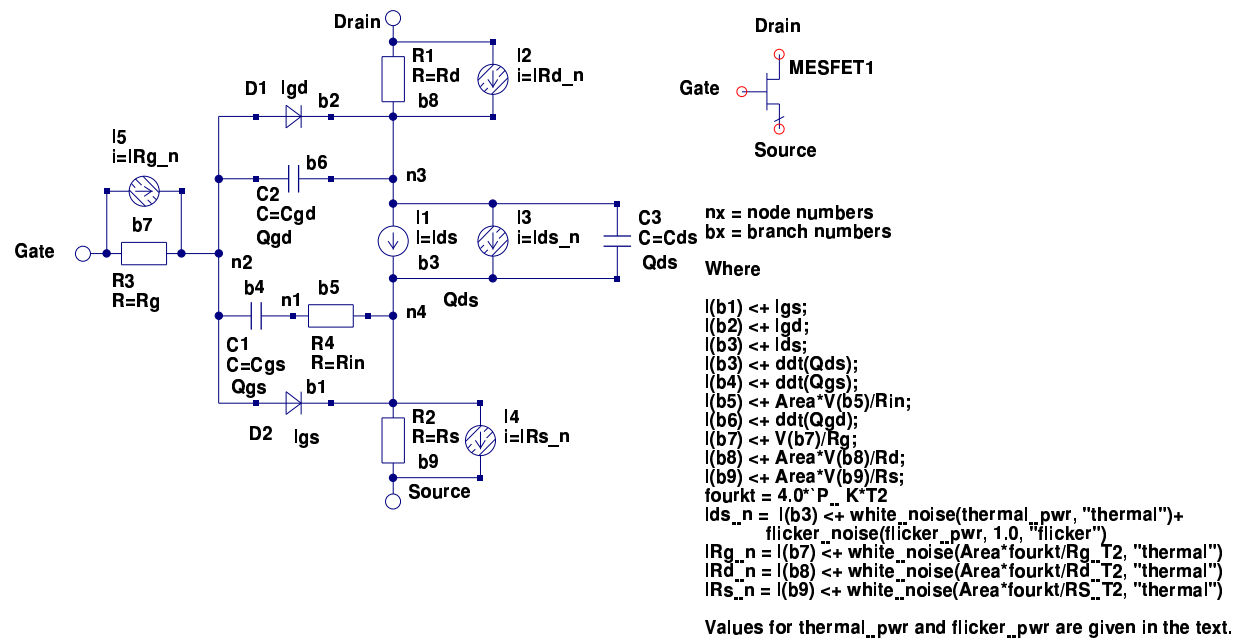 Drain
R1
R=Rd
b8
I2
i=IRd_n
D1
Igd
b2
I5
i=IRg_n
b7
b6
C2
C=Cgd
Qgd
n3
Gate
R3
R=Rg
n2
I1
I=Ids
b3
I3
i=Ids_n
C3
C=Cds
Qds
Qds
b4
n1
b5
n4
C1
C=Cgs
Qgs
R4
R=Rin
b1
D2
Igs
R2
R=Rs
b9
I4
i=IRs_n
Source
Drain
MESFET1
Gate
Source
nx = node numbers
bx = branch numbers
Where
I(b1) <+ Igs;
I(b2) <+ Igd;
I(b3) <+ Ids;
I(b3) <+ ddt(Qds);
I(b4) <+ ddt(Qgs);
I(b5) <+ Area*V(b5)/Rin;
I(b6) <+ ddt(Qgd);
I(b7) <+ V(b7)/Rg;
I(b8) <+ Area*V(b8)/Rd;
I(b9) <+ Area*V(b9)/Rs;
fourkt = 4.0*`P_K*T2
Ids_n = I(b3) <+ white_noise(thermal_pwr, "thermal")+
flicker_noise(flicker_pwr, 1.0, "flicker")
IRg_n = I(b7) <+ white_noise(Area*fourkt/Rg_T2, "thermal")
IRd_n = I(b8) <+ white_noise(Area*fourkt/Rd_T2, "thermal")
IRs_n = I(b9) <+ white_noise(Area*fourkt/RS_T2, "thermal")
Values for thermal_pwr and flicker_pwr are given in the text.